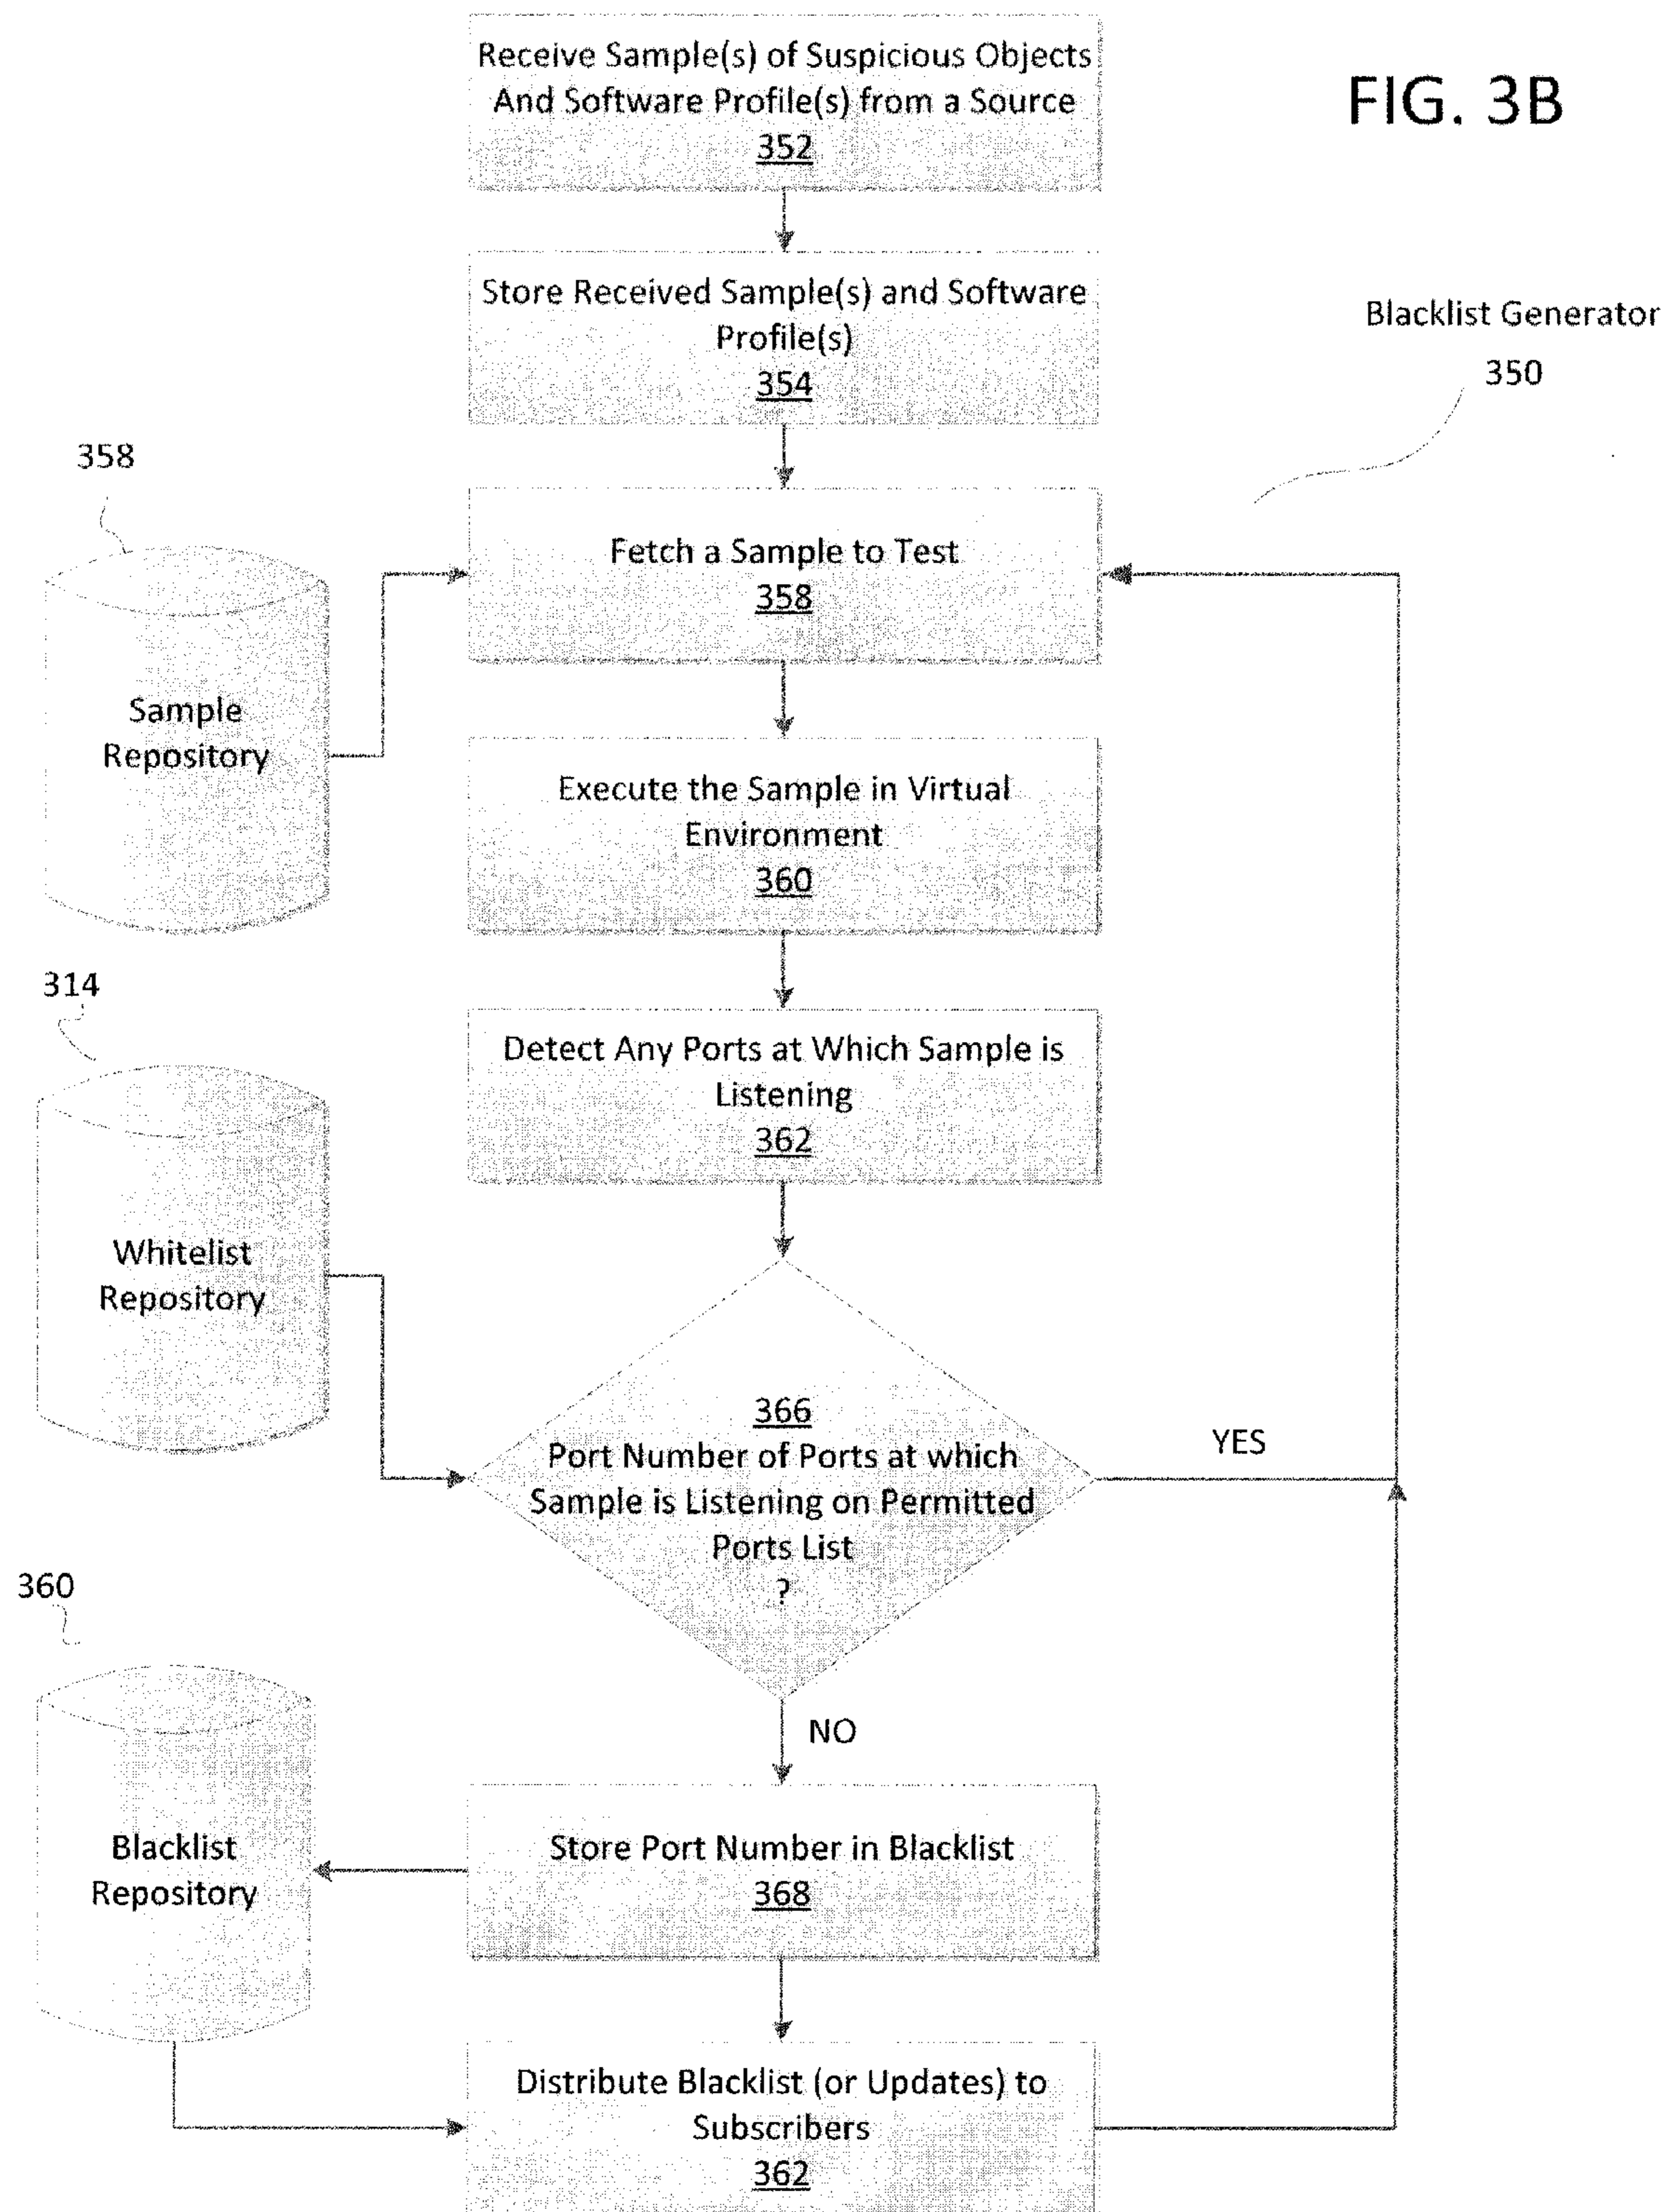 FIG. 3B
Receive Sample(s) of Suspicious Objects
And Software Profile(s) from a Source
352
Store Received Sample(s) and Software
Profile(s)
354
Blacklist Generator
350
358
Fetch a Sample to Test
358
Sample
Repository
Execute the Sample in Virtual
Environment
360
314
Detect Any Ports at Which Sample is
Listening
362
Whitelist
Repository
366
Port Number of Ports at which
Sample is Listening on Permitted
Ports List
?
YES
360
NO
Blacklist
Repository
Store Port Number in Blacklist
368
Distribute Blacklist (or Updates) to
Subscribers
362